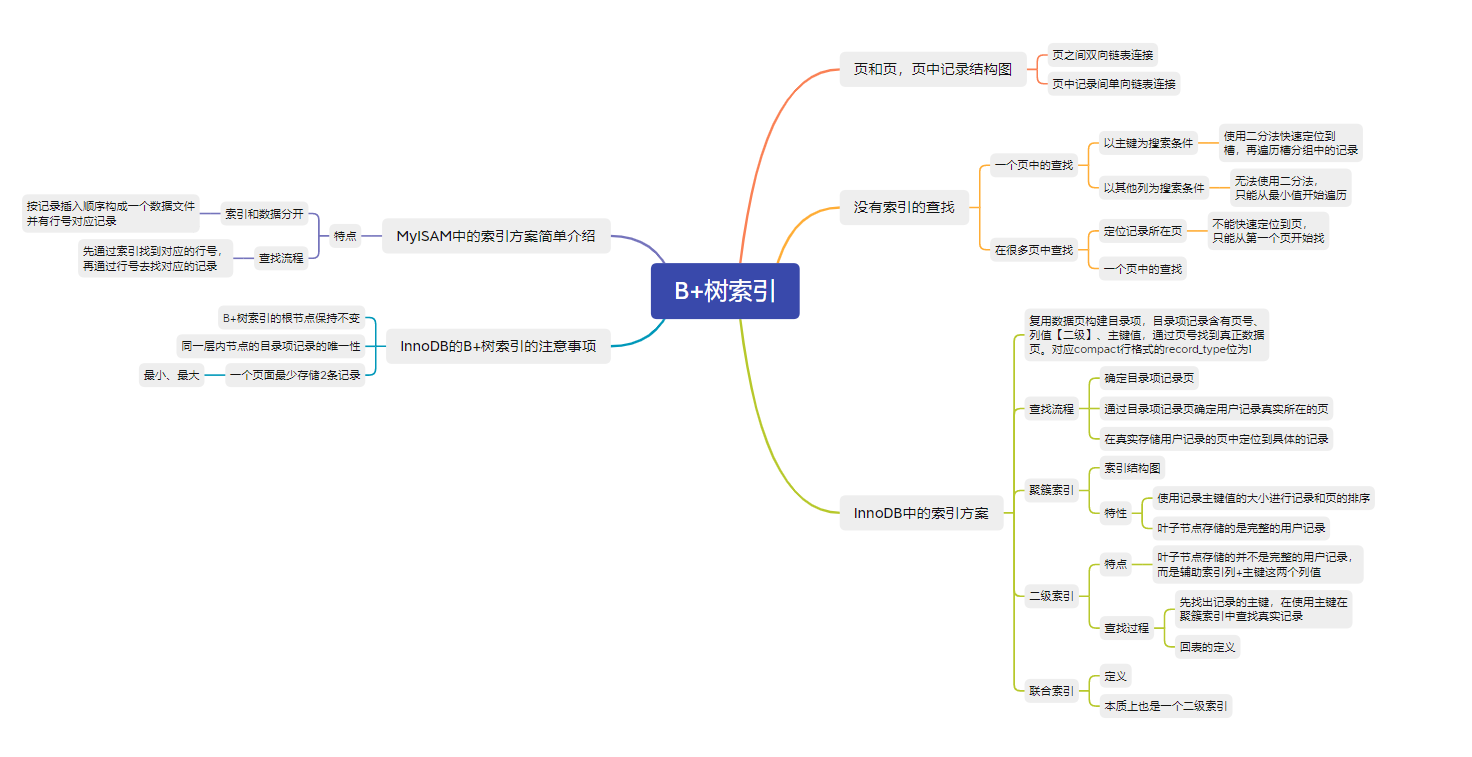 B+树索引
页和页，页中记录结构图
页之间双向链表连接
页中记录间单向链表连接
没有索引的查找
一个页中的查找
以主键为搜索条件
使用二分法快速定位到
槽，再遍历槽分组中的记录
以其他列为搜索条件
无法使用二分法，
只能从最小值开始遍历
在很多页中查找
定位记录所在页
不能快速定位到页，
只能从第一个页开始找
一个页中的查找
InnoDB中的索引方案
复用数据页构建目录项，目录项记录含有页号、
列值【二级】、主键值，通过页号找到真正数据
页。对应compact行格式的record_type位为1
查找流程
确定目录项记录页
通过目录项记录页确定用户记录真实所在的页
在真实存储用户记录的页中定位到具体的记录
聚簇索引
索引结构图
特性
使用记录主键值的大小进行记录和页的排序
叶子节点存储的是完整的用户记录
二级索引
特点
叶子节点存储的并不是完整的用户记录，
而是辅助索引列+主键这两个列值
查找过程
先找出记录的主键，在使用主键在
聚簇索引中查找真实记录
回表的定义
联合索引
定义
本质上也是一个二级索引
MyISAM中的索引方案简单介绍
特点
索引和数据分开
按记录插入顺序构成一个数据文件
并有行号对应记录
查找流程
先通过索引找到对应的行号，
再通过行号去找对应的记录
InnoDB的B+树索引的注意事项
B+树索引的根节点保持不变
同一层内节点的目录项记录的唯一性
一个页面最少存储2条记录
最小、最大